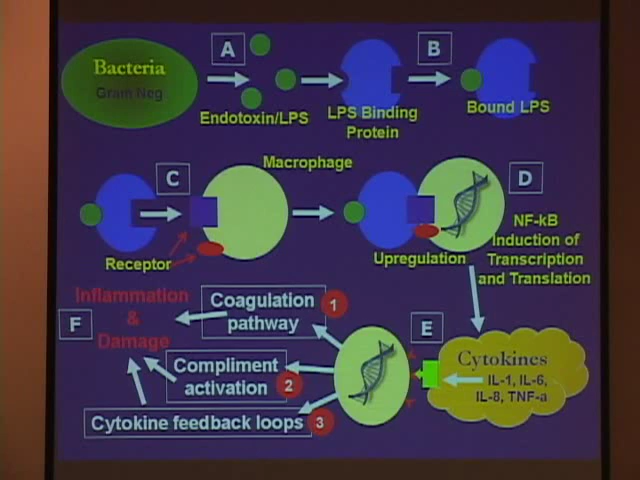 A
B
Bacteria
Gram Neg
Endotoxin/LPS
LPS Binding
Protein
Bound LPS
Macrophage
C
D
Receptor
Upregulation
NF-kB
Induction of
Transcription
and Translation
Inflammation
&
Damage
F
Coagulation
pathway
1
E
Compliment
activation
2
Cytokine feedback loops
3
Cytokines
IL-1, IL-6,
IL-8, TNF-a